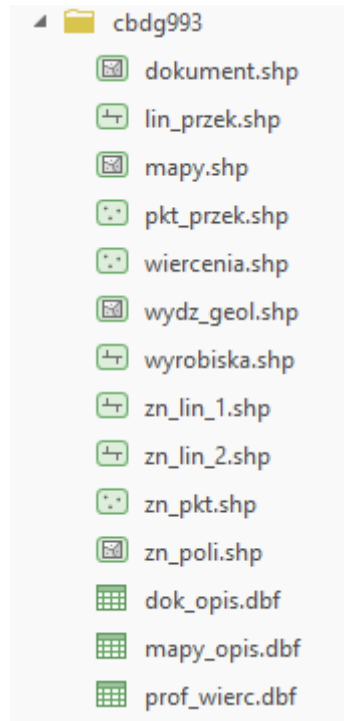 cbdg993
dokument.shp
lin_przek.shp
mapy.shp
pkt_przek.shp
wiercenia.shp
wydz_geol.shp
wyrobiska.shp
zn_lin_1.shp
zn_lin_2.shp
zn_pkt.shp
zn_poli.shp
dok_opis.dbf
mapy_opis.dbf
prof_wierc.dbf